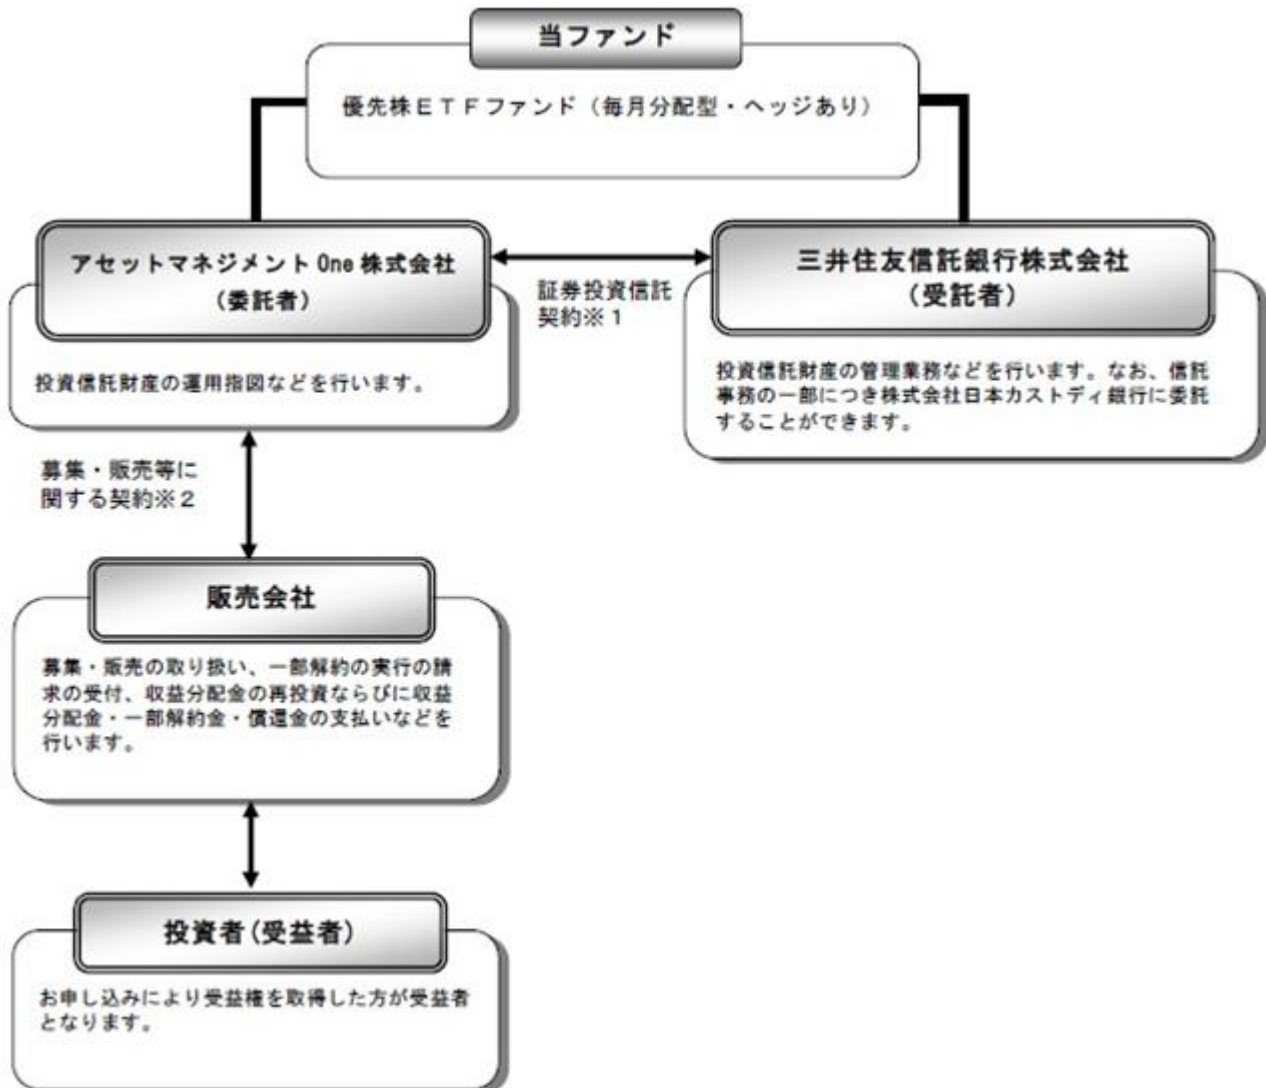 当ファンド
優先株ＥＴＦファンド（毎月分配型・ヘッジあり）
アセットマネジメント One 株式会社
（委託者）
投資信託財産の運用指図などを行います。
証券投資信託
契約※１
三井住友信託銀行株式会社
（受託者）
投資信託財産の管理業務などを行います。なお、信託
事務の一部につき株式会社日本カストディ銀行に委託
することができます。
募集・販売等に
関する契約※２
販売会社
募集・販売の取り扱い、一部解約の実行の請
求の受付、収益分配金の再投資ならびに収益
分配金・一部解約金・償還金の支払いなどを
行います。
投資者(受益者)
お申し込みにより受益権を取得した方が受益者
となります。